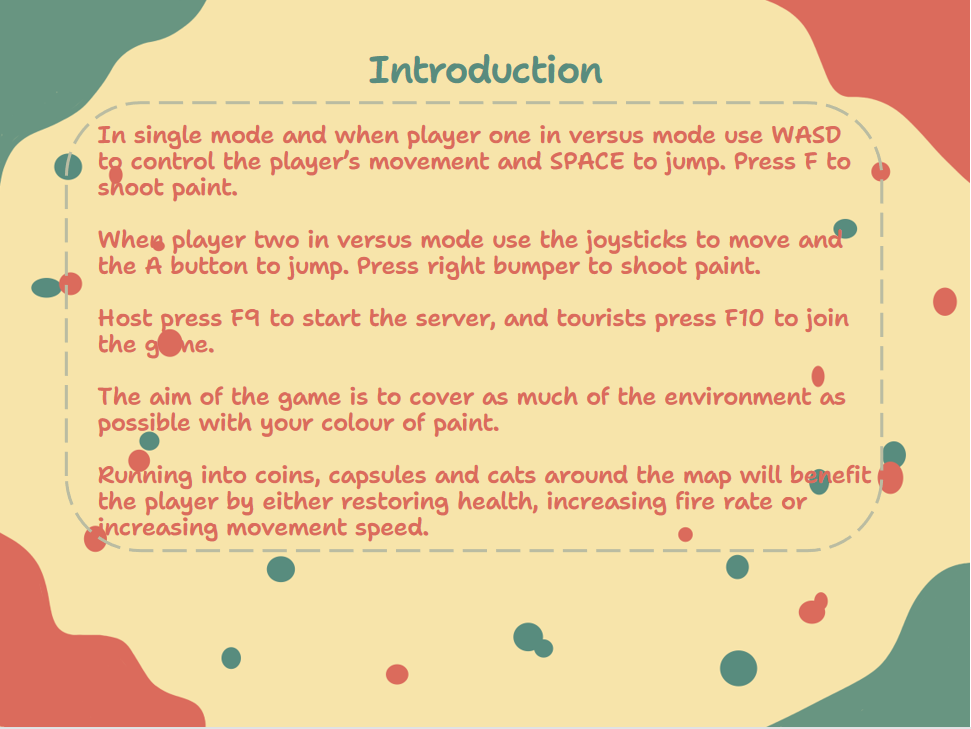 Introduction
In single mode and when player one in versus mode use WASD
to control the player's movement and SPACE to jump. Press F to
shoot paint.
When player two in versus mode use the joysticks to move and
the A button to jump. Press right bumper to shoot paint.
Host press F9 to start the server, and tourists press F10 to join
the game.
The aim of the game is to cover as much of the environment as
possible with your colour of paint.
Running into coins, capsules and cats around the map will benefit
the player by either restoring health, increasing fire rate or
increasing movement speed.